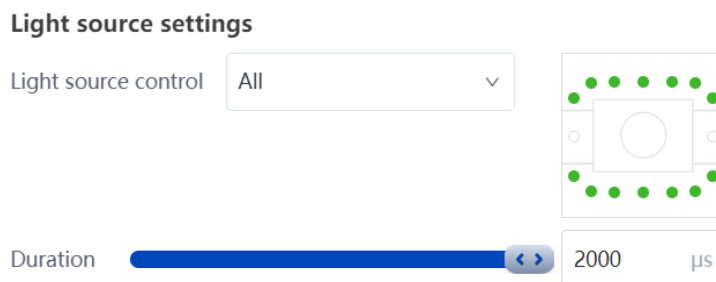 Light source settings
Light source control All
Duration 2000 μs